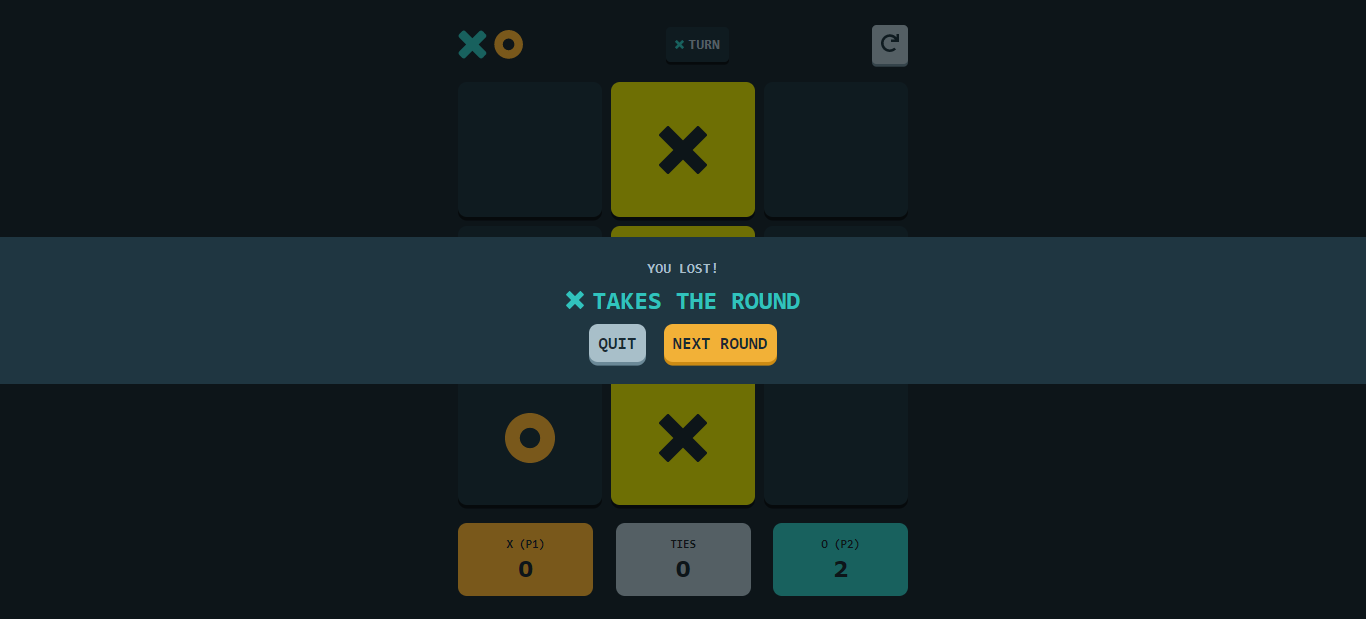 TURN
YOU LOST!
TAKES THE ROUND
QUIT
NEXT ROUND
X (P1)
0
TIES
0
O (P2)
2